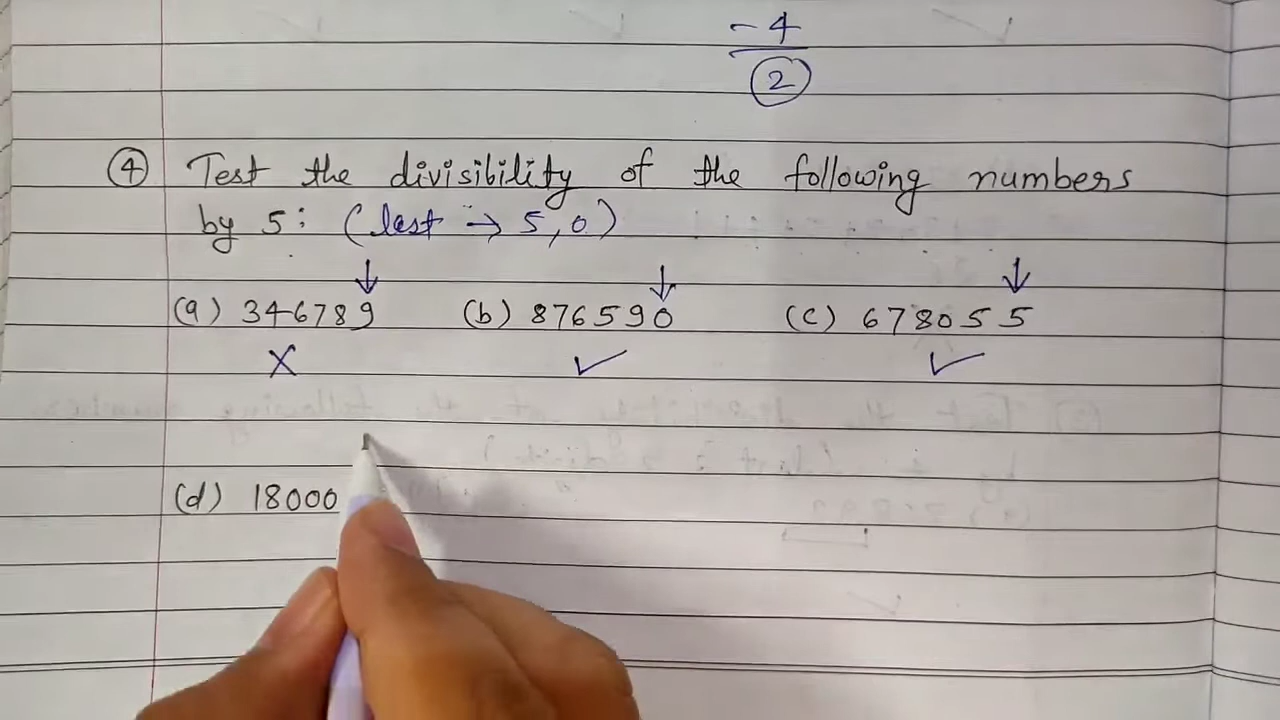 - 4
2
4 Test the divisibility of the following numbers
by 5: (last → 5, 0)
(a) 346789 (b) 876590 (c) 678055
X ✓ ✓
(d) 18000